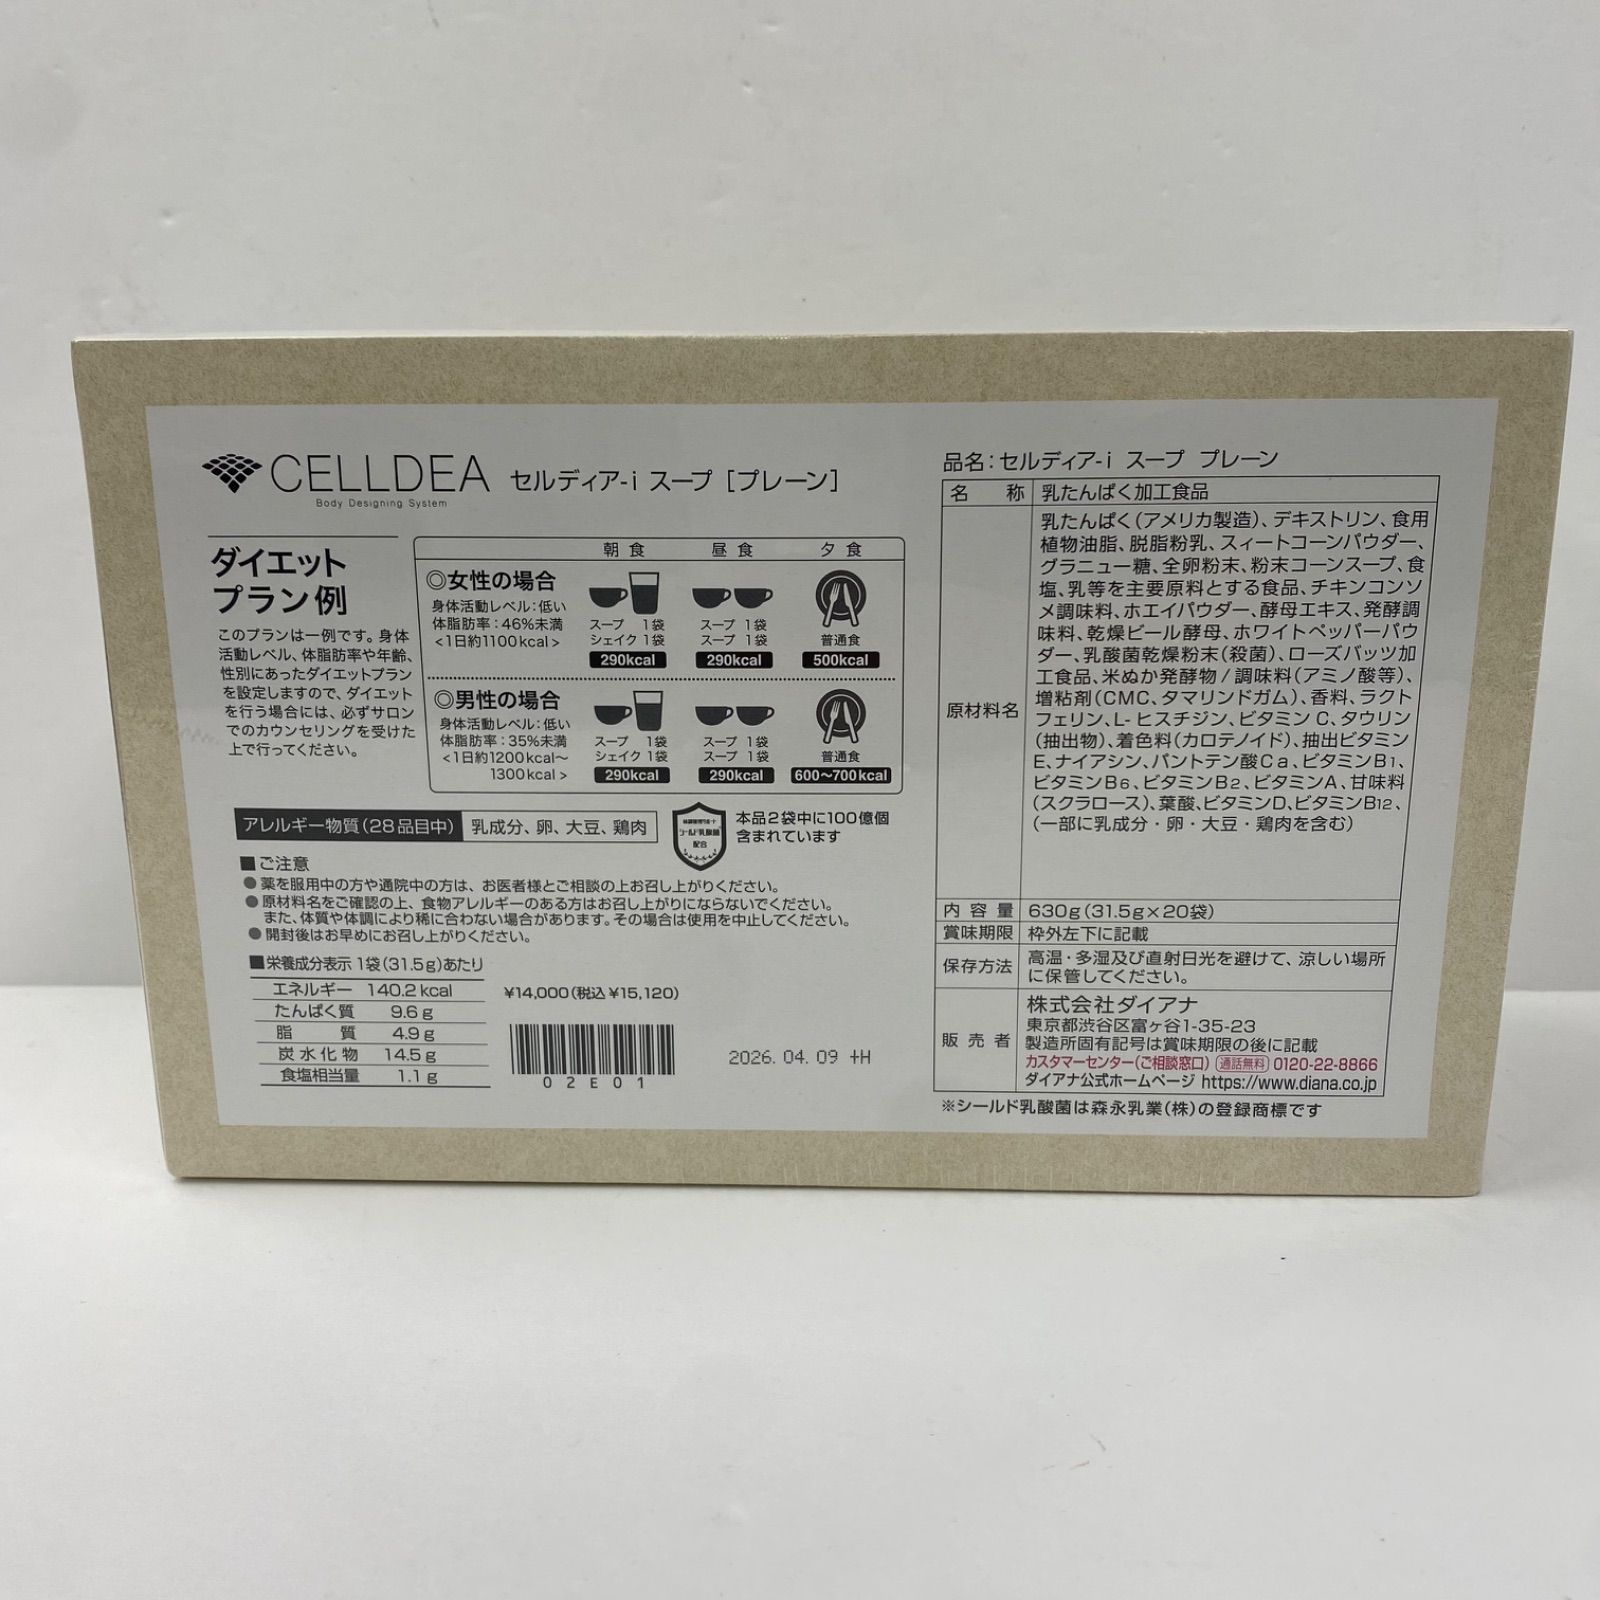 CELLDEA セルディア-i スープ［プレーン］
Body Designing System
ダイエット
プラン例
このプランは一例です。身体
活動レベル、体脂肪率や年齢、
性別にあったダイエットプラン
を設定しますので、ダイエット
を行う場合には、必ずサロン
でのカウンセリングを受けた
上で行ってください。
朝食 昼食 夕食
◎女性の場合
身体活動レベル：低い
体脂肪率：46%未満
<1日約1100kcal>
スープ 1袋
シェイク 1袋
290kcal
スープ 1袋
スープ 1袋
290kcal
普通食
500kcal
◎男性の場合
身体活動レベル：低い
体脂肪率：35%未満
<1日約1200kcal〜
1300kcal>
スープ 1袋
シェイク 1袋
290kcal
スープ 1袋
スープ 1袋
290kcal
普通食
600〜700kcal
アレルギー物質（28品目中） 乳成分、卵、大豆、鶏肉
シールド乳酸菌
配合
本品2袋中に100億個
含まれています
■ご注意
●薬を服用中の方や通院中の方は、お医者様とご相談の上お召し上がりください。
●原材料名をご確認の上、食物アレルギーのある方はお召し上がりにならないでください。
また、体質や体調により稀に合わない場合があります。その場合は使用を中止してください。
●開封後はお早めにお召し上がりください。
■栄養成分表示 1袋(31.5g)あたり
エネルギー 140.2kcal
たんぱく質 9.6g
脂質 4.9g
炭水化物 14.5g
食塩相当量 1.1g
¥14,000(税込¥15,120)
02E01
2026.04.09 +H
品名：セルディア-i スープ プレーン
名称 乳たんぱく加工食品
原材料名
乳たんぱく（アメリカ製造）、デキストリン、食用
植物油脂、脱脂粉乳、スィートコーンパウダー、
グラニュー糖、全卵粉末、粉末コーンスープ、食
塩、乳等を主要原料とする食品、チキンコンソ
メ調味料、ホエイパウダー、酵母エキス、発酵調
味料、乾燥ビール酵母、ホワイトペッパーパウ
ダー、乳酸菌乾燥粉末（殺菌）、ローズバッツ加
工食品、米ぬか発酵物/調味料（アミノ酸等）、
増粘剤（CMC、タマリンドガム）、香料、ラクト
フェリン、L-ヒスチジン、ビタミンC、タウリン
（抽出物）、着色料（カロテノイド）、抽出ビタミン
E、ナイアシン、パントテン酸Ca、ビタミンB1、
ビタミンB6、ビタミンB2、ビタミンA、甘味料
（スクラロース）、葉酸、ビタミンD、ビタミンB12、
（一部に乳成分・卵・大豆・鶏肉を含む）
内容量 630g(31.5g×20袋)
賞味期限 枠外左下に記載
保存方法 高温・多湿及び直射日光を避けて、涼しい場所
に保管してください。
販売者
株式会社ダイアナ
東京都渋谷区富ヶ谷1-35-23
製造所固有記号は賞味期限の後に記載
カスタマーセンター（ご相談窓口） 通話無料 0120-22-8866
ダイアナ公式ホームページ https://www.diana.co.jp
※シールド乳酸菌は森永乳業(株)の登録商標です